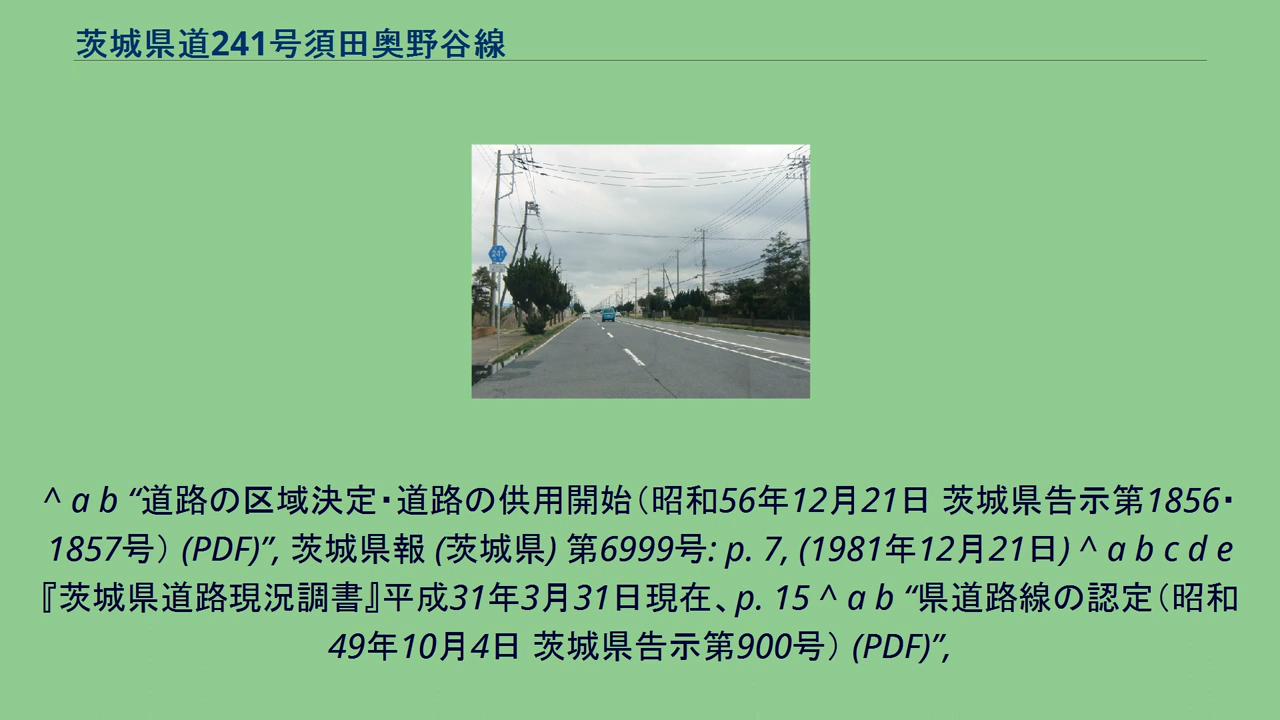 茨城県道241号須田奥野谷線
241
^ a b “道路の区域決定・道路の供用開始（昭和56年12月21日 茨城県告示第1856・
1857号） (PDF)”, 茨城県報 (茨城県) 第6999号: p. 7, (1981年12月21日) ^ a b c d e
『茨城県道路現況調書』平成31年3月31日現在、p. 15 ^ a b “県道路線の認定（昭和
49年10月4日 茨城県告示第900号） (PDF)”,